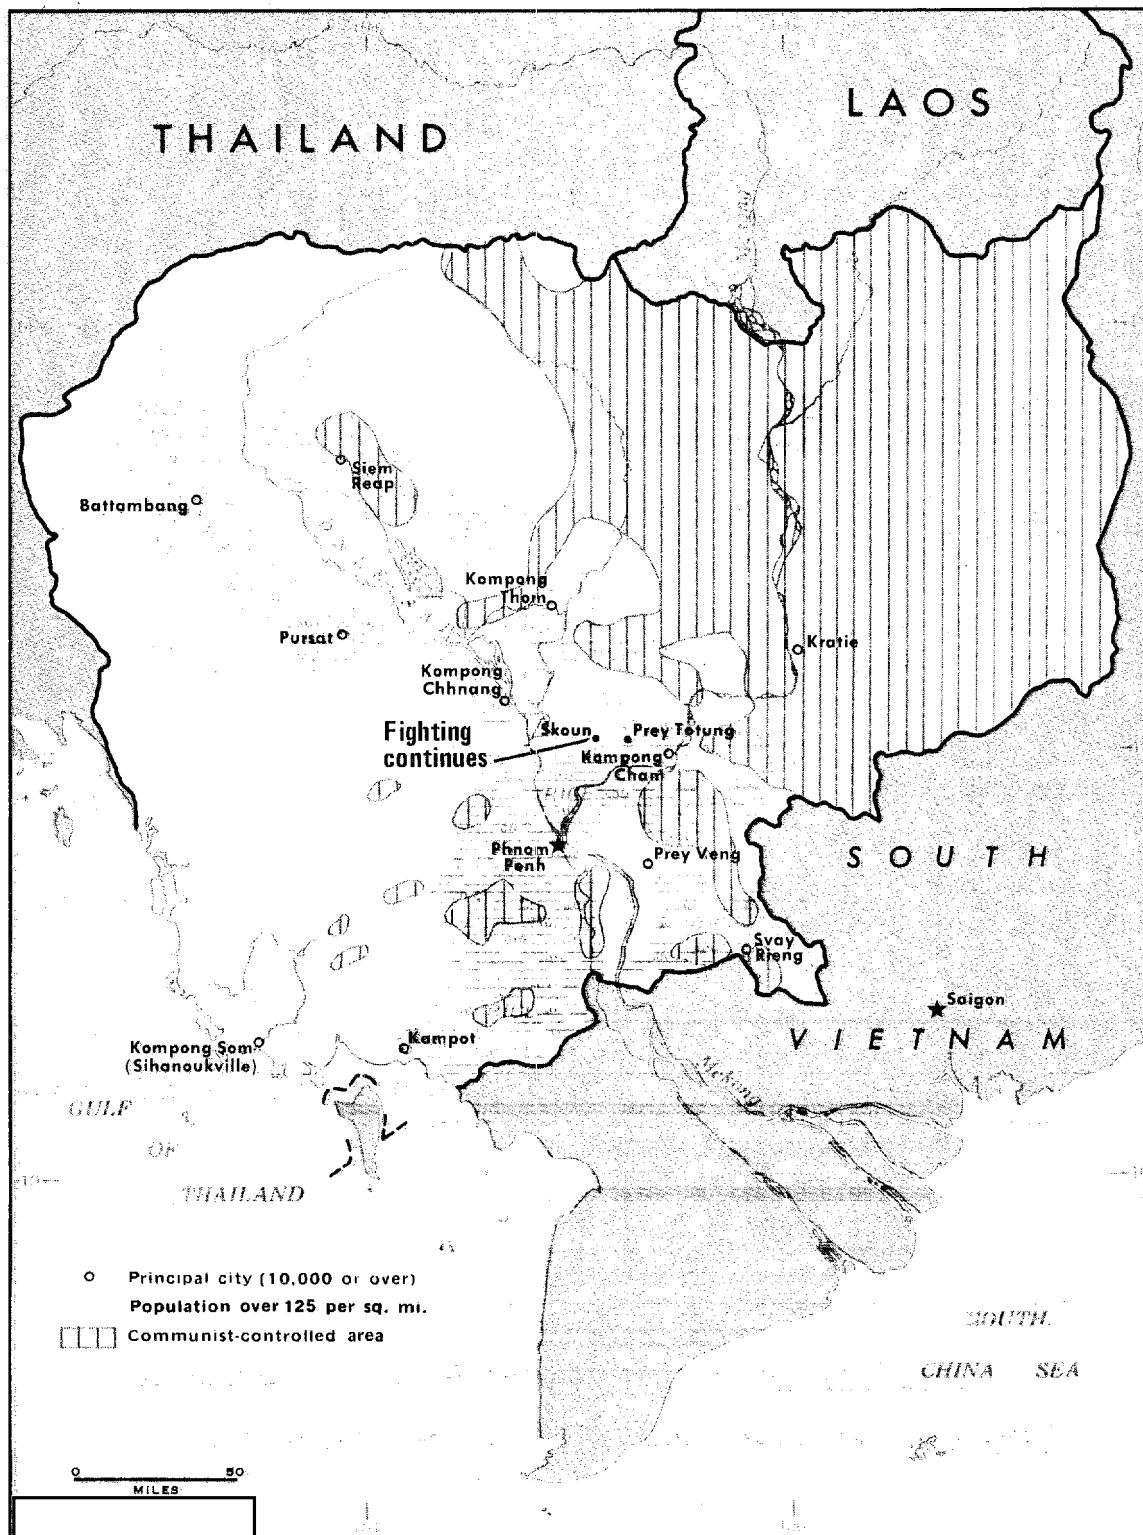 THAILAND
LAOS
Siem
Reap
Battambang
Kompong
Thom
Pursat
Kratie
Kompong
Chhnang
Fighting
continues
Skoun
Prey Totung
Kompong
Cham
Phnom
Penh
Prey Veng
SOUTH
Svay
Rieng
Saigon
VIETNAM
Kompong Som
(Sihanoukville)
Kampot
Mekong
GULF
OF
THAILAND
Principal city (10,000 or over)
Population over 125 per sq. mi.
Communist-controlled area
SOUTH
CHINA SEA
0 50
MILES